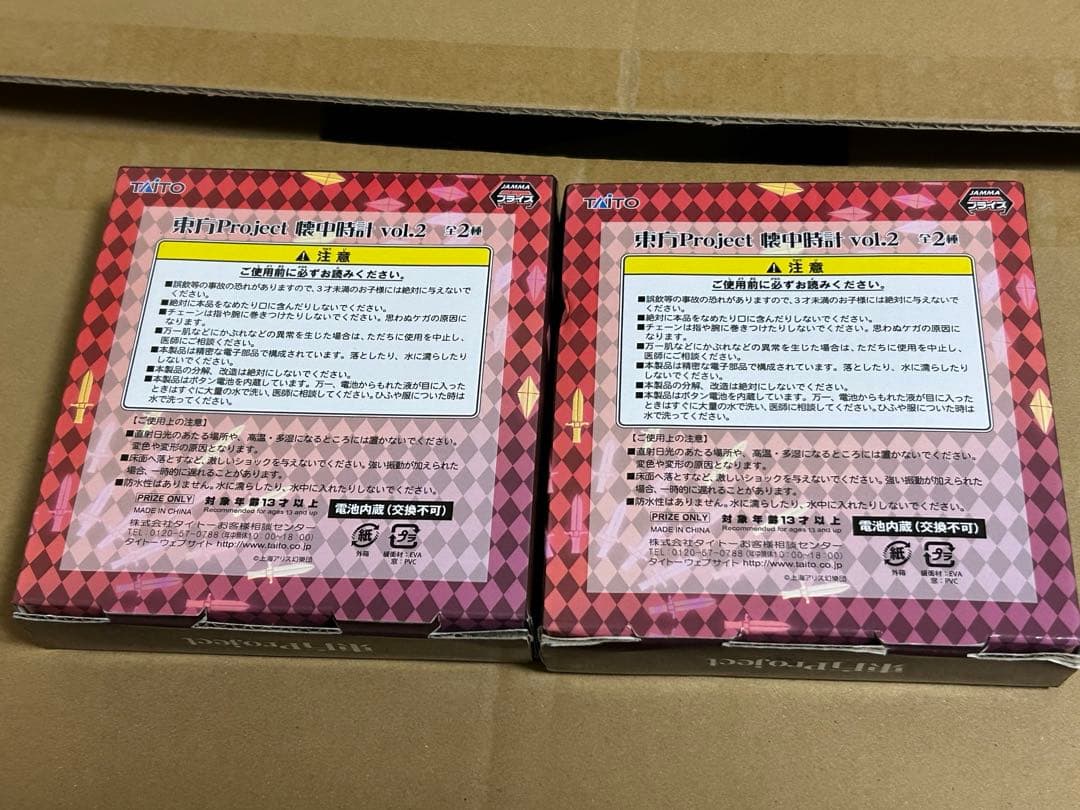 TAITO
JAMMA
プライズ
東方Project 懐中時計 vol.2 全2種
注意
ご使用前に必ずお読みください。
■誤飲等の事故の恐れがありますので、3才未満のお子様には絶対に与えないで
ください。
■絶対に本品をなめたり口に含んだりしないでください。
■チェーンは指や腕に巻きつけたりしないでください。思わぬケガの原因に
なります。
■万一肌などにかぶれなどの異常を生じた場合は、ただちに使用を中止し、
医師にご相談ください。
■本製品は精密な電子部品で構成されています。落としたり、水に濡らしたり
しないでください。
■本製品の分解、改造は絶対にしないでください。
■本製品はボタン電池を内蔵しています。万一、電池からもれた液が目に入った
ときはすぐに大量の水で洗い、医師に相談してください。ひふや服についた時は
水で洗ってください。
【ご使用上の注意】
■直射日光のあたる場所や、高温・多湿になるところには置かないでください。
変色や変形の原因となります。
■床面へ落とすなど、激しいショックを与えないでください。強い振動が加えられた
場合、一時的に遅れることがあります。
■防水性はありません。水に濡らしたり、水中に入れたりしないでください。
PRIZE ONLY 対象年齢13才以上
MADE IN CHINA Recommended for ages 13 and up
電池内蔵(交換不可)
株式会社タイトーお客様相談センター
TEL 0120-57-0788 (年中無休10:00~18:00)
タイトーウェブサイト http://www.taito.co.jp
紙 プラ
外箱 緩衝材:EVA
窓:PVC
©上海アリス幻樂団
東方Project
TAITO
JAMMA
プライズ
東方Project 懐中時計 vol.2 全2種
注意
ご使用前に必ずお読みください。
■誤飲等の事故の恐れがありますので、3才未満のお子様には絶対に与えないで
ください。
■絶対に本品をなめたり口に含んだりしないでください。
■チェーンは指や腕に巻きつけたりしないでください。思わぬケガの原因に
なります。
■万一肌などにかぶれなどの異常を生じた場合は、ただちに使用を中止し、
医師にご相談ください。
■本製品は精密な電子部品で構成されています。落としたり、水に濡らしたり
しないでください。
■本製品の分解、改造は絶対にしないでください。
■本製品はボタン電池を内蔵しています。万一、電池からもれた液が目に入った
ときはすぐに大量の水で洗い、医師に相談してください。ひふや服についた時は
水で洗ってください。
【ご使用上の注意】
■直射日光のあたる場所や、高温・多湿になるところには置かないでください。
変色や変形の原因となります。
■床面へ落とすなど、激しいショックを与えないでください。強い振動が加えられた
場合、一時的に遅れることがあります。
■防水性はありません。水に濡らしたり、水中に入れたりしないでください。
PRIZE ONLY 対象年齢13才以上
MADE IN CHINA Recommended for ages 13 and up
電池内蔵(交換不可)
株式会社タイトーお客様相談センター
TEL 0120-57-0788 (年中無休10:00~18:00)
タイトーウェブサイト http://www.taito.co.jp
紙 プラ
外箱 緩衝材:EVA
窓:PVC
©上海アリス幻樂団
東方Project